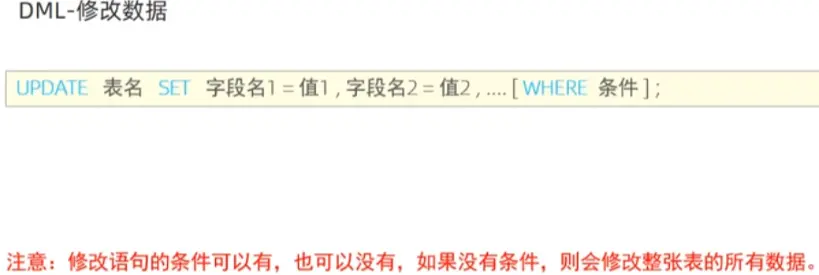 DML-修改数据
UPDATE 表名 SET 字段名1 = 值1 , 字段名2 = 值2 , .... [ WHERE 条件 ] ;
注意：修改语句的条件可以有，也可以没有，如果没有条件，则会修改整张表的所有数据。